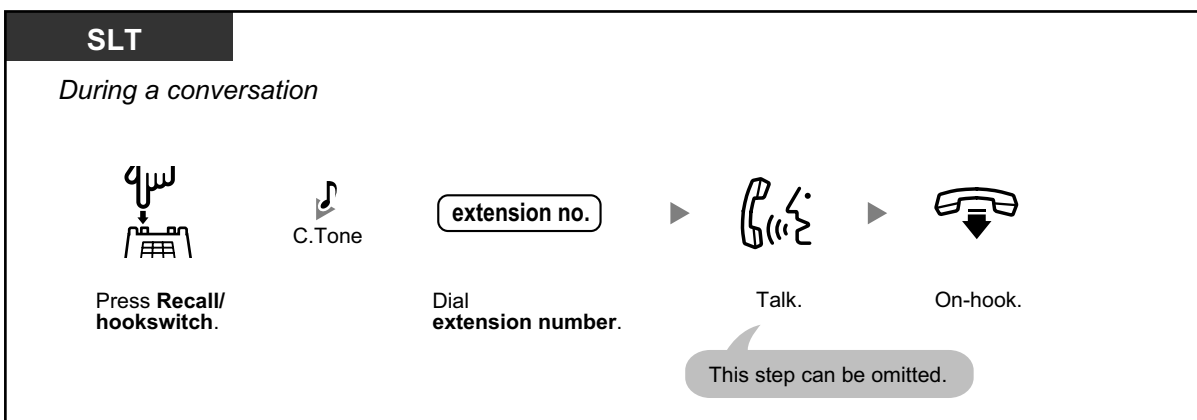 SLT
During a conversation
C.Tone
extension no.
Press Recall/
hookswitch.
Dial
extension number.
Talk.
On-hook.
This step can be omitted.